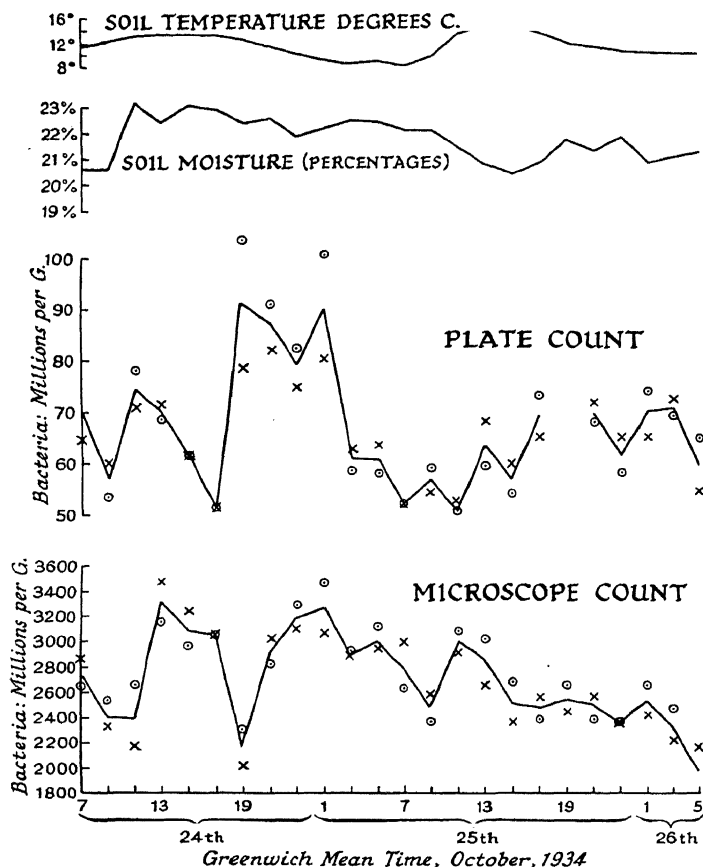 SOIL TEMPERATURE DEGREES C.
16°
12°
8°
23%
22%
21%
20%
19%
SOIL MOISTURE (PERCENTAGES)
100
90
80
70
60
50
Bacteria: Millions per G.
PLATE COUNT
3600
3400
3200
3000
2800
2600
2400
2200
2000
1800
Bacteria: Millions per G.
MICROSCOPE COUNT
7 13 19 1 7 13 19 1 5
24th 25th 26th
Greenwich Mean Time, October, 1934